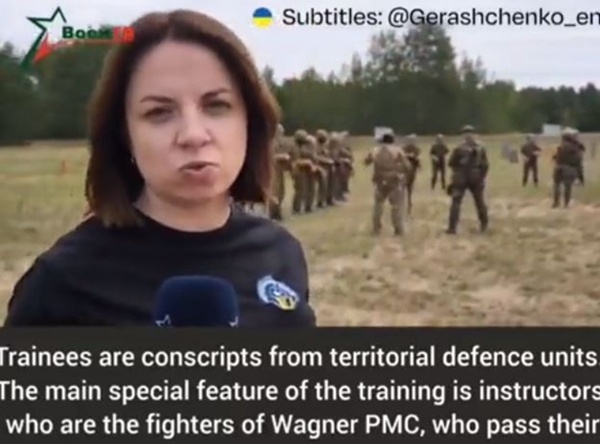 Subtitles: @Gerashchenko_en
ВоенТВ
Trainees are conscripts from territorial defence units.
The main special feature of the training is instructors
who are the fighters of Wagner PMC, who pass their